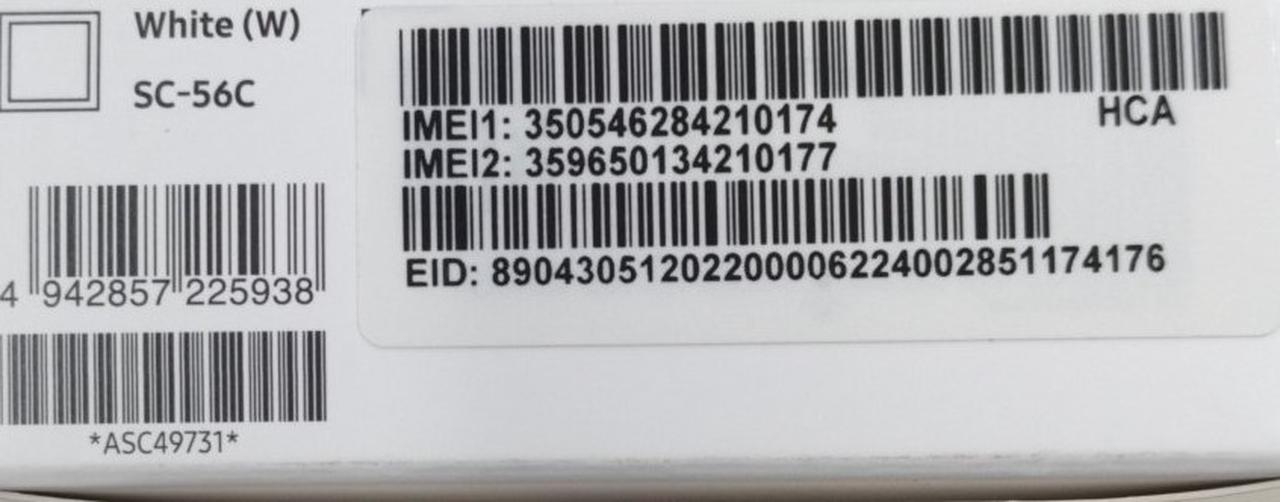 White (W)
SC-56C
4 942857 225938
*ASC49731*
IMEI1: 350546284210174
HCA
IMEI2: 359650134210177
EID: 89043051202200006224002851174176